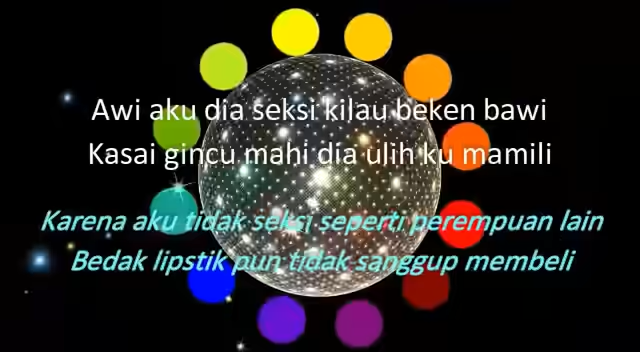 Awi aku dia seksi kilau beken bawi
Kasai gincu mahi dia ulih ku mamili
Karena aku tidak seksi seperti perempuan lain
Bedak lipstik pun tidak sanggup membeli